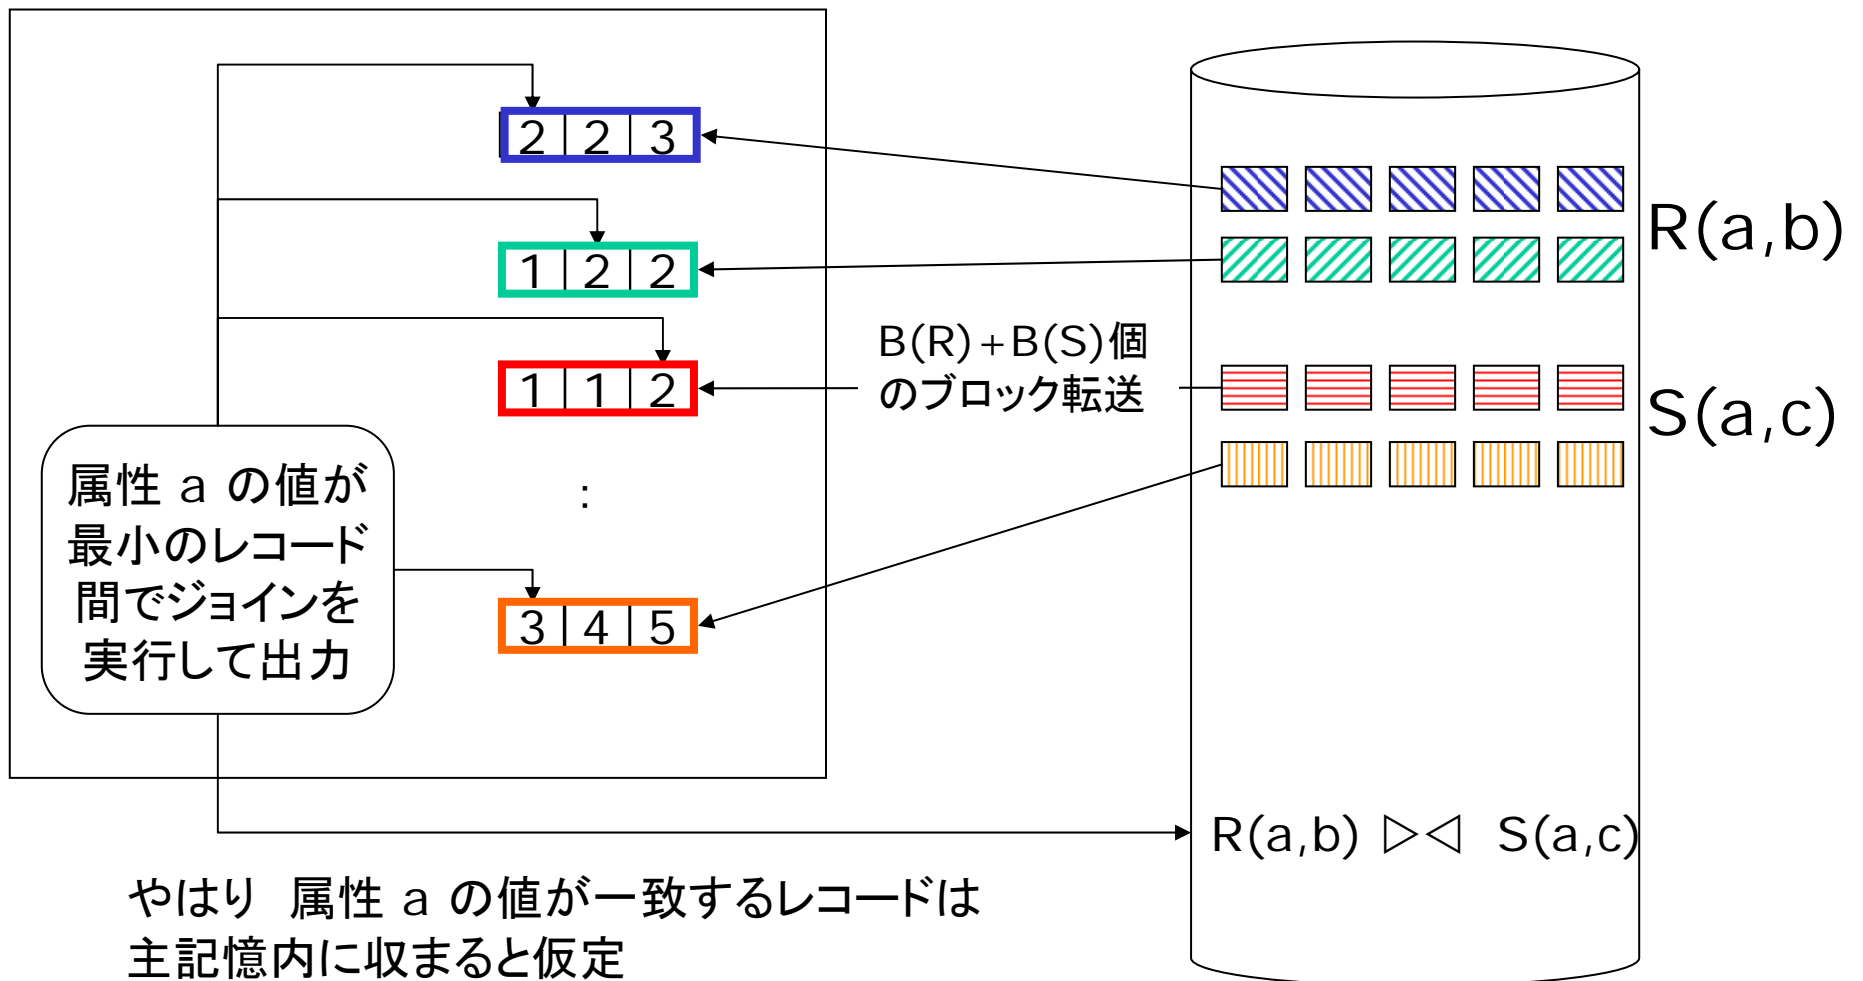 2 2 3
R(a,b)
1 2 2
B(R)+B(S)個
のブロック転送
1 1 2
S(a,c)
属性 a の値が
最小のレコード
間でジョインを
実行して出力
:
3 4 5
R(a,b) ▷◁ S(a,c)
やはり 属性 a の値が一致するレコードは
主記憶内に収まると仮定